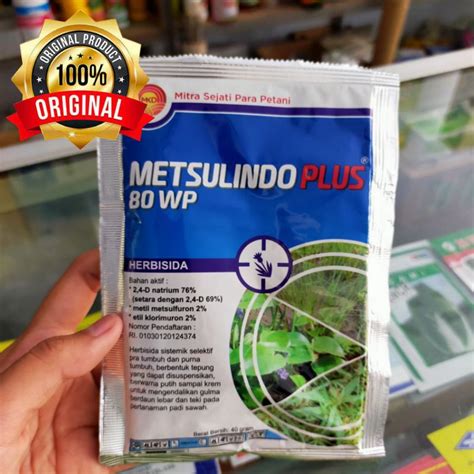 ORIGINAL PRODUCT
100%
ORIGINAL
MKD
Mitra Sejati Para Petani
METSULINDO PLUS®
80 WP
HERBISIDA
Bahan aktif :
* 2,4-D natrium 76%
(setara dengan 2,4-D 69%)
* metil metsulfuron 2%
* etil klorimuron 2%
Nomor Pendaftaran :
RI. 01030120124374
Herbisida sistemik selektif
pra tumbuh dan purna
tumbuh, berbentuk tepung
yang dapat disuspensikan,
berwarna putih sampai krem
untuk mengendalikan gulma
berdaun lebar dan teki pada
pertanaman padi sawah.
Berat Bersih: 40 gram